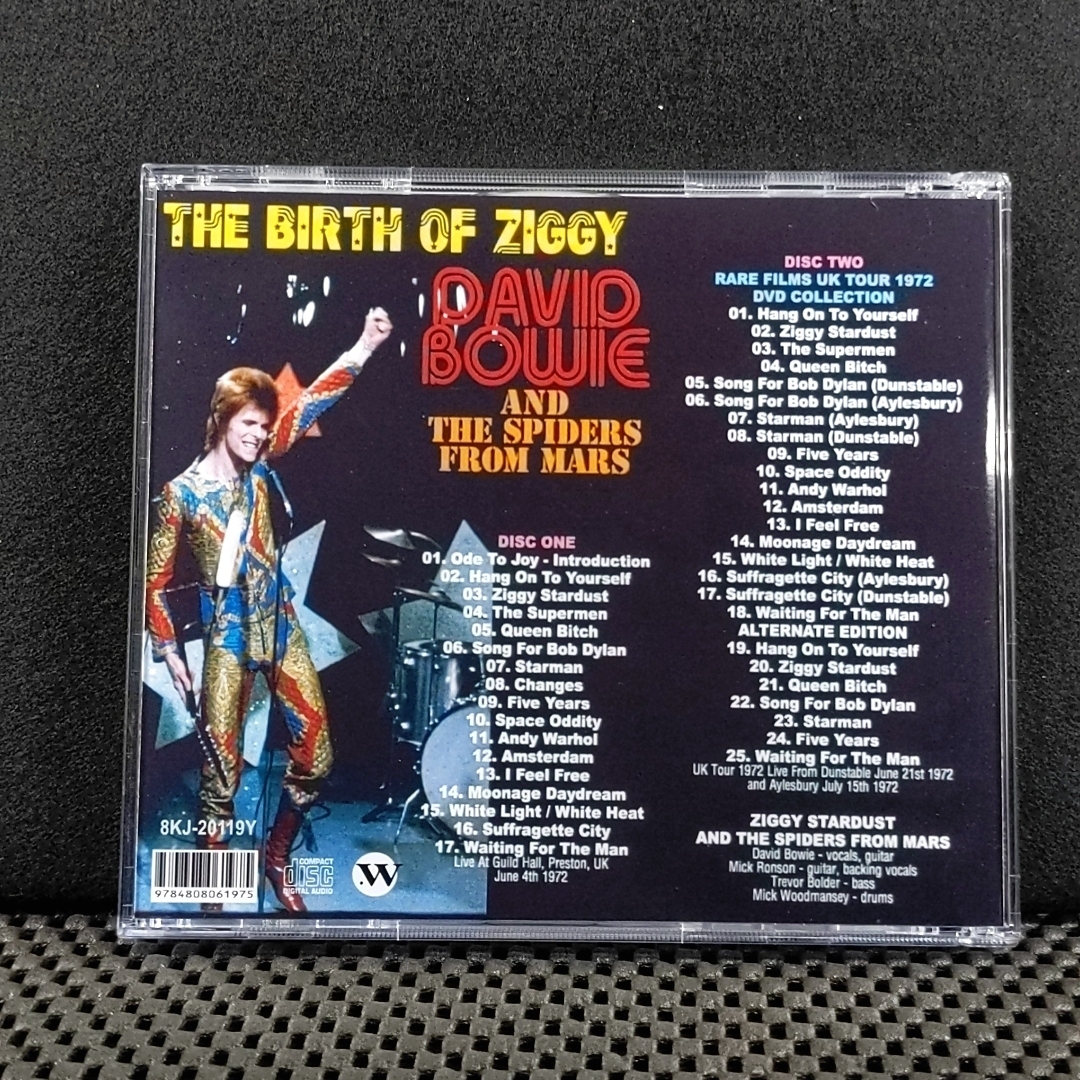 THE BIRTH OF ZIGGY
DAVID
BOWIE
AND
THE SPIDERS
FROM MARS
DISC ONE
01. Ode To Joy - Introduction
02. Hang On To Yourself
03. Ziggy Stardust
04. The Supermen
05. Queen Bitch
06. Song For Bob Dylan
07. Starman
08. Changes
09. Five Years
10. Space Oddity
11. Andy Warhol
12. Amsterdam
13. I Feel Free
14. Moonage Daydream
15. White Light / White Heat
16. Suffragette City
17. Waiting For The Man
Live At Guild Hall, Preston, UK
June 4th 1972
DISC TWO
RARE FILMS UK TOUR 1972
DVD COLLECTION
01. Hang On To Yourself
02. Ziggy Stardust
03. The Supermen
04. Queen Bitch
05. Song For Bob Dylan (Dunstable)
06. Song For Bob Dylan (Aylesbury)
07. Starman (Aylesbury)
08. Starman (Dunstable)
09. Five Years
10. Space Oddity
11. Andy Warhol
12. Amsterdam
13. I Feel Free
14. Moonage Daydream
15. White Light / White Heat
16. Suffragette City (Aylesbury)
17. Suffragette City (Dunstable)
18. Waiting For The Man
ALTERNATE EDITION
19. Hang On To Yourself
20. Ziggy Stardust
21. Queen Bitch
22. Song For Bob Dylan
23. Starman
24. Five Years
25. Waiting For The Man
UK Tour 1972 Live From Dunstable June 21st 1972
and Aylesbury July 15th 1972
ZIGGY STARDUST
AND THE SPIDERS FROM MARS
David Bowie - vocals, guitar
Mick Ronson - guitar, backing vocals
Trevor Bolder - bass
Mick Woodmansey - drums
8KJ-20119Y
9784808061975
COMPACT
disc
DIGITAL AUDIO
.W